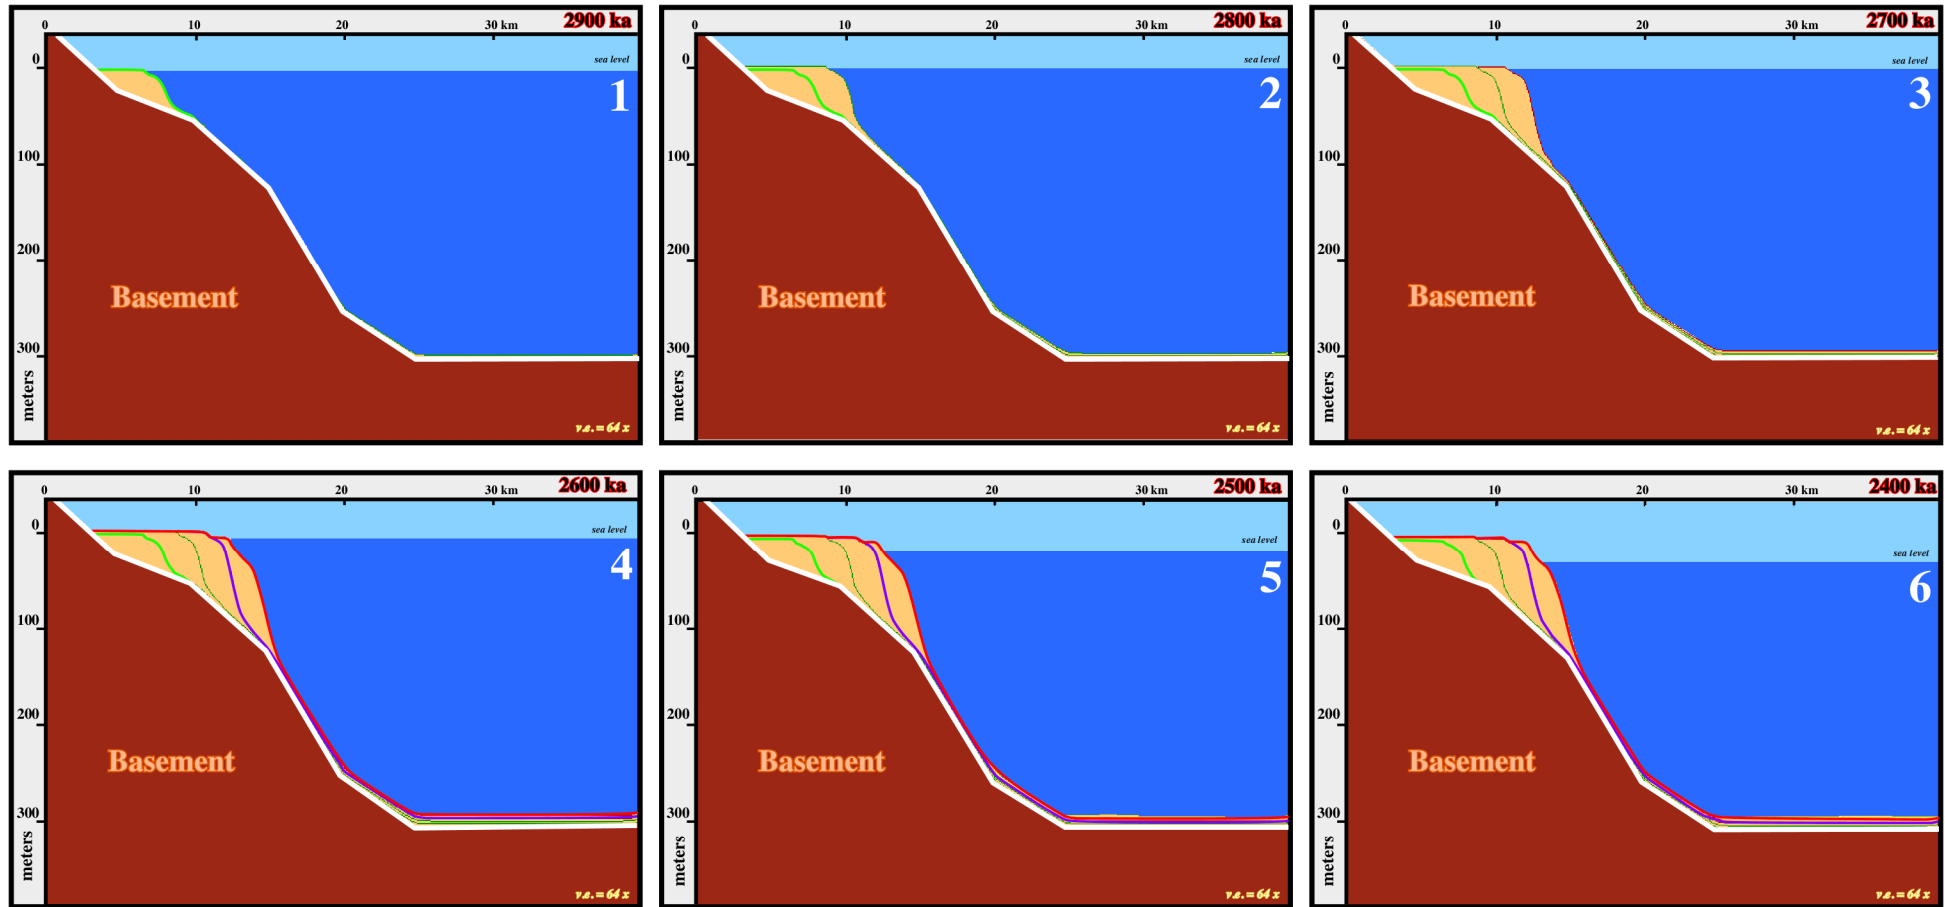 0 10 20 30 km 2900 ka
0 sea level
1
100
200
Basement
300
meters
v.e. = 64 x
0 10 20 30 km 2800 ka
0 sea level
2
100
200
Basement
300
meters
v.e. = 64 x
0 10 20 30 km 2700 ka
0 sea level
3
100
200
Basement
300
meters
v.e. = 64 x
0 10 20 30 km 2600 ka
0 sea level
4
100
200
Basement
300
meters
v.e. = 64 x
0 10 20 30 km 2500 ka
0 sea level
5
100
200
Basement
300
meters
v.e. = 64 x
0 10 20 30 km 2400 ka
0 sea level
6
100
200
Basement
300
meters
v.e. = 64 x